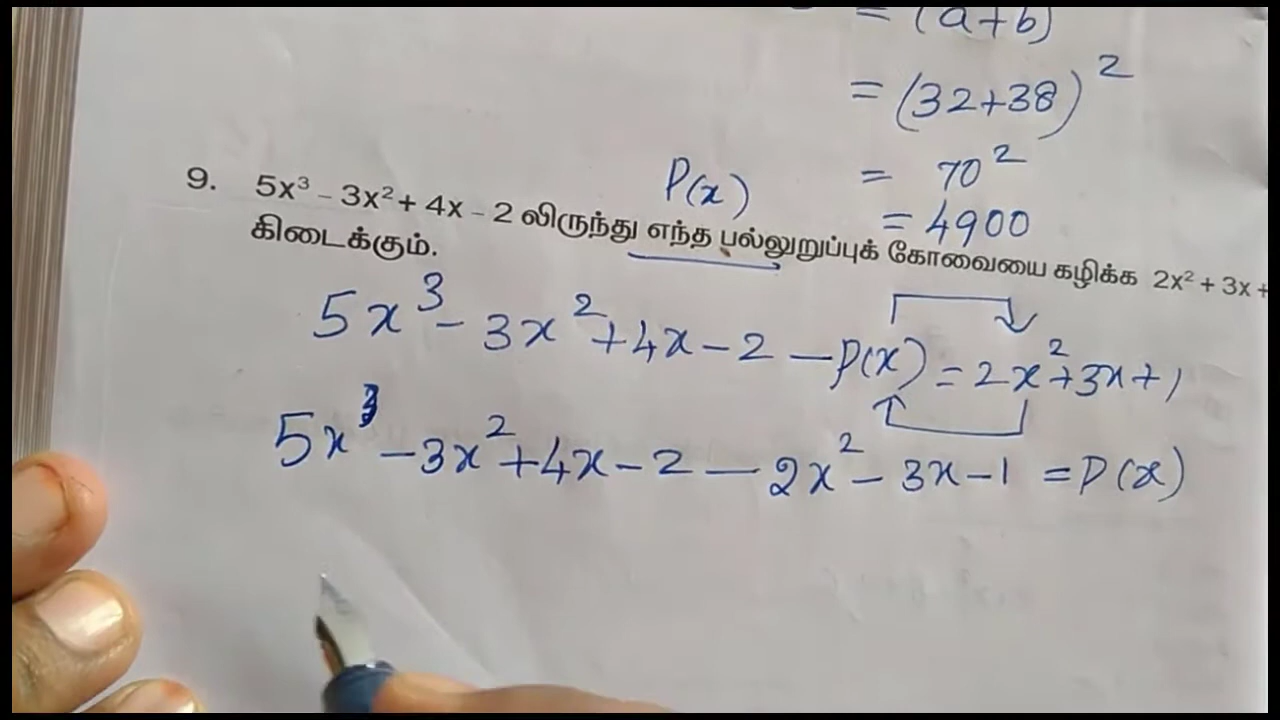 = (a+b)
= (32+38)²
= 70²
= 4900
P(x)
9. 5x³ – 3x² + 4x – 2 லிருந்து எந்த பல்லுறுப்புக் கோவையை கழிக்க 2x² + 3x +
கிடைக்கும்.
5x³ – 3x² + 4x – 2 – P(x) = 2x² + 3x + 1
5x³ – 3x² + 4x – 2 – 2x² – 3x – 1 = P(x)